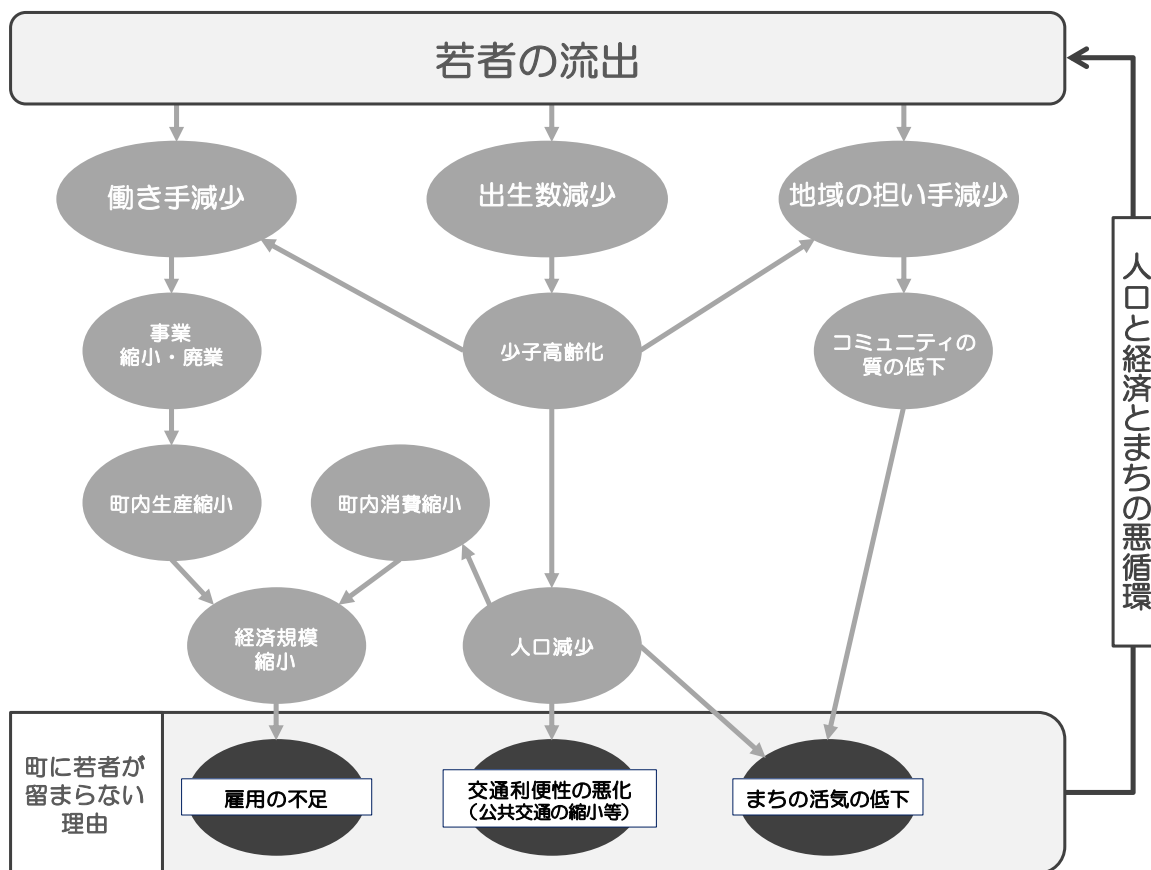 若者の流出
働き手減少
出生数減少
地域の担い手減少
事業
縮小・廃業
少子高齢化
コミュニティの
質の低下
町内生産縮小
町内消費縮小
経済規模
縮小
人口減少
町に若者が
留まらない
理由
雇用の不足
交通利便性の悪化
（公共交通の縮小等）
まちの活気の低下
人口と経済とまちの悪循環